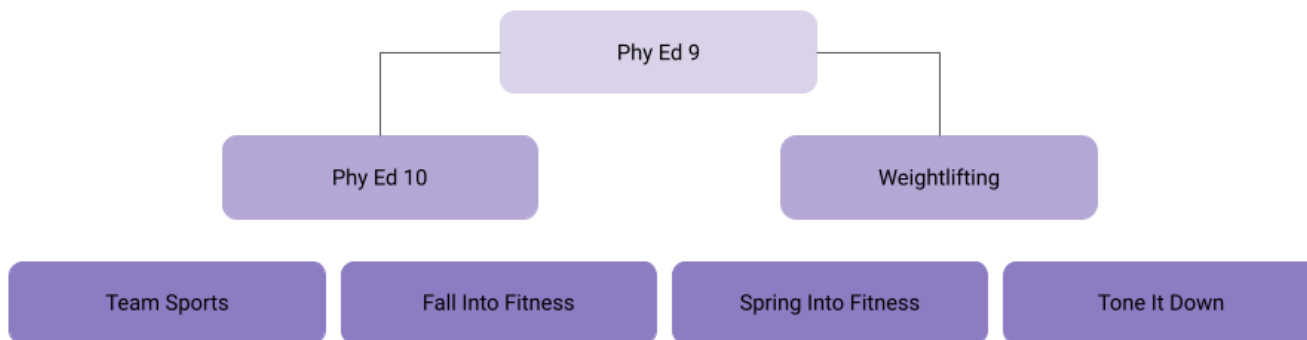 Phy Ed 9
Phy Ed 10
Weightlifting
Team Sports
Fall Into Fitness
Spring Into Fitness
Tone It Down